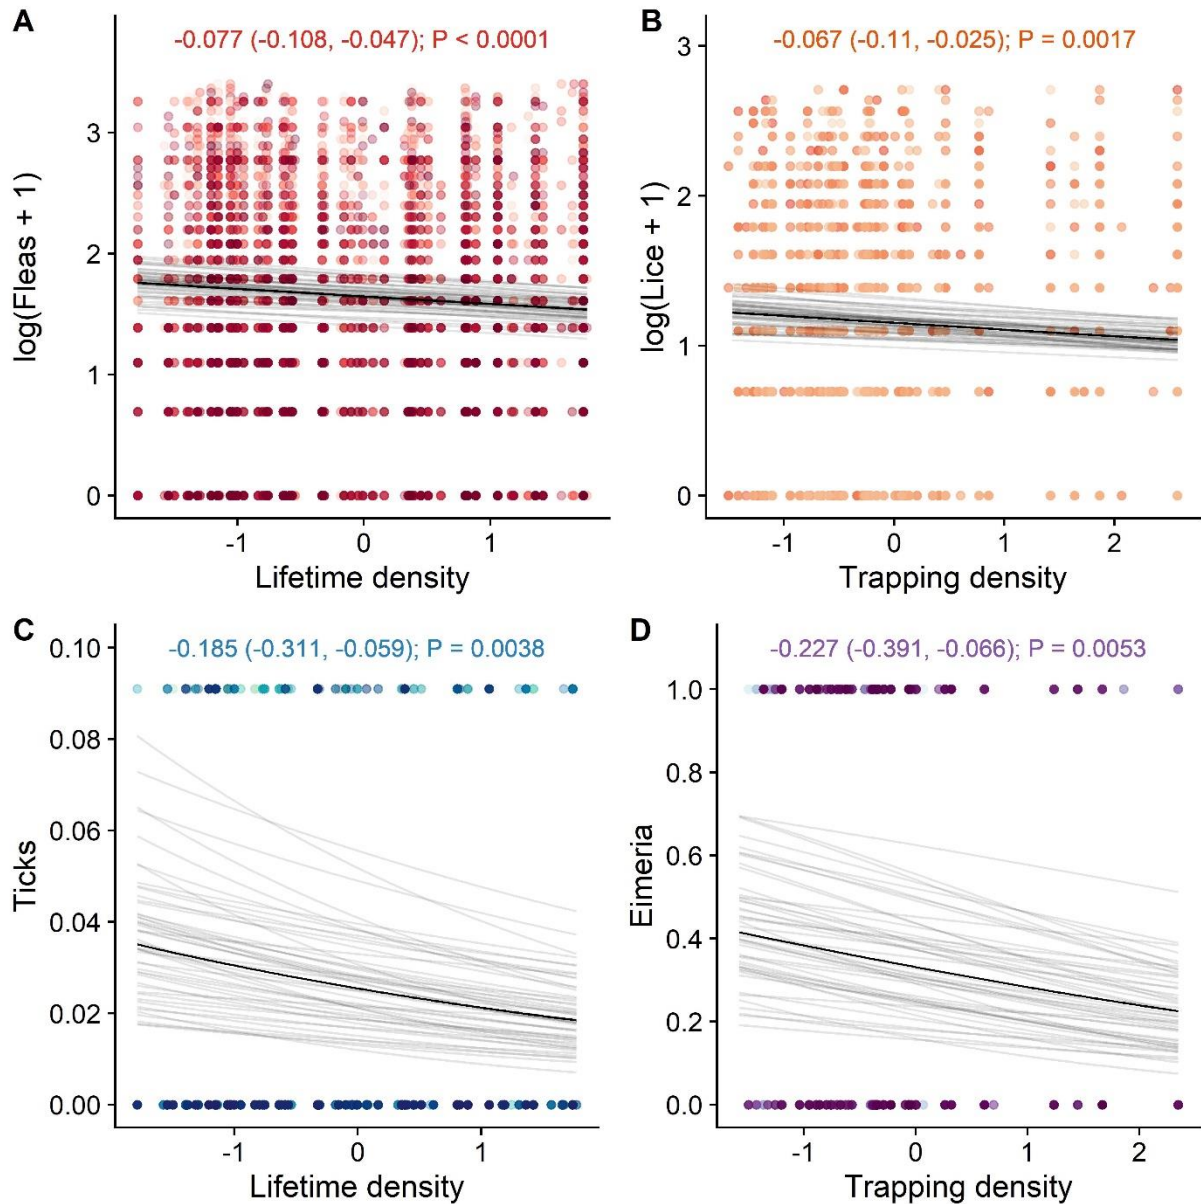 A
-0.077 (-0.108, -0.047); P < 0.0001
log(Fleas + 1)
3
2
1
0
-1 0 1
Lifetime density
B
-0.067 (-0.11, -0.025); P = 0.0017
log(Lice + 1)
3
2
1
0
-1 0 1 2
Trapping density
C
-0.185 (-0.311, -0.059); P = 0.0038
Ticks
0.10
0.08
0.06
0.04
0.02
0.00
-1 0 1
Lifetime density
D
-0.227 (-0.391, -0.066); P = 0.0053
Eimeria
1.0
0.8
0.6
0.4
0.2
0.0
-1 0 1 2
Trapping density